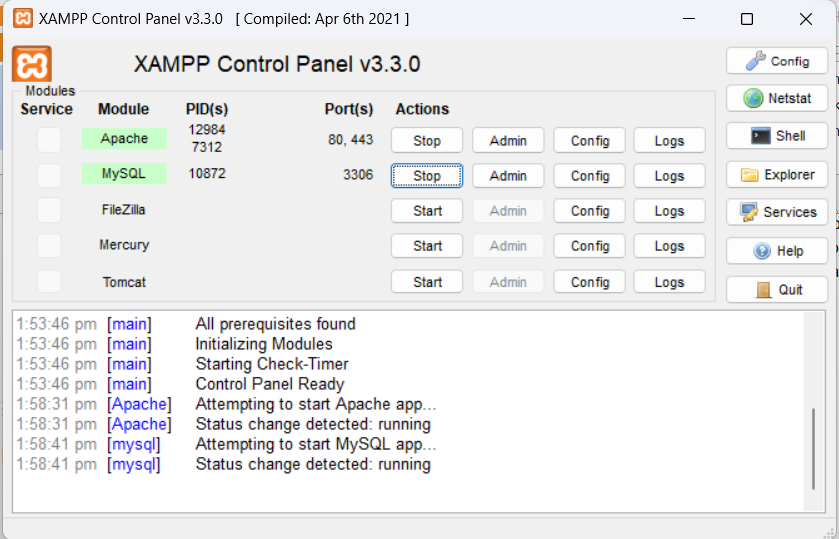 XAMPP Control Panel v3.3.0 [ Compiled: Apr 6th 2021 ]
XAMPP Control Panel v3.3.0
Config
Modules
Service Module PID(s) Port(s) Actions
Netstat
Apache 12984 7312 80, 443 Stop Admin Config Logs
Shell
MySQL 10872 3306 Stop Admin Config Logs
Explorer
FileZilla Start Admin Config Logs
Services
Mercury Start Admin Config Logs
Help
Tomcat Start Admin Config Logs
Quit
1:53:46 pm [main] All prerequisites found
1:53:46 pm [main] Initializing Modules
1:53:46 pm [main] Starting Check-Timer
1:53:46 pm [main] Control Panel Ready
1:58:31 pm [Apache] Attempting to start Apache app...
1:58:31 pm [Apache] Status change detected: running
1:58:41 pm [mysql] Attempting to start MySQL app...
1:58:41 pm [mysql] Status change detected: running